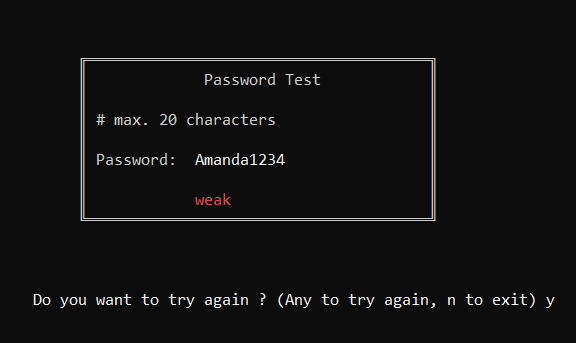 Password Test
# max. 20 characters
Password: Amanda1234
weak
Do you want to try again ? (Any to try again, n to exit) y